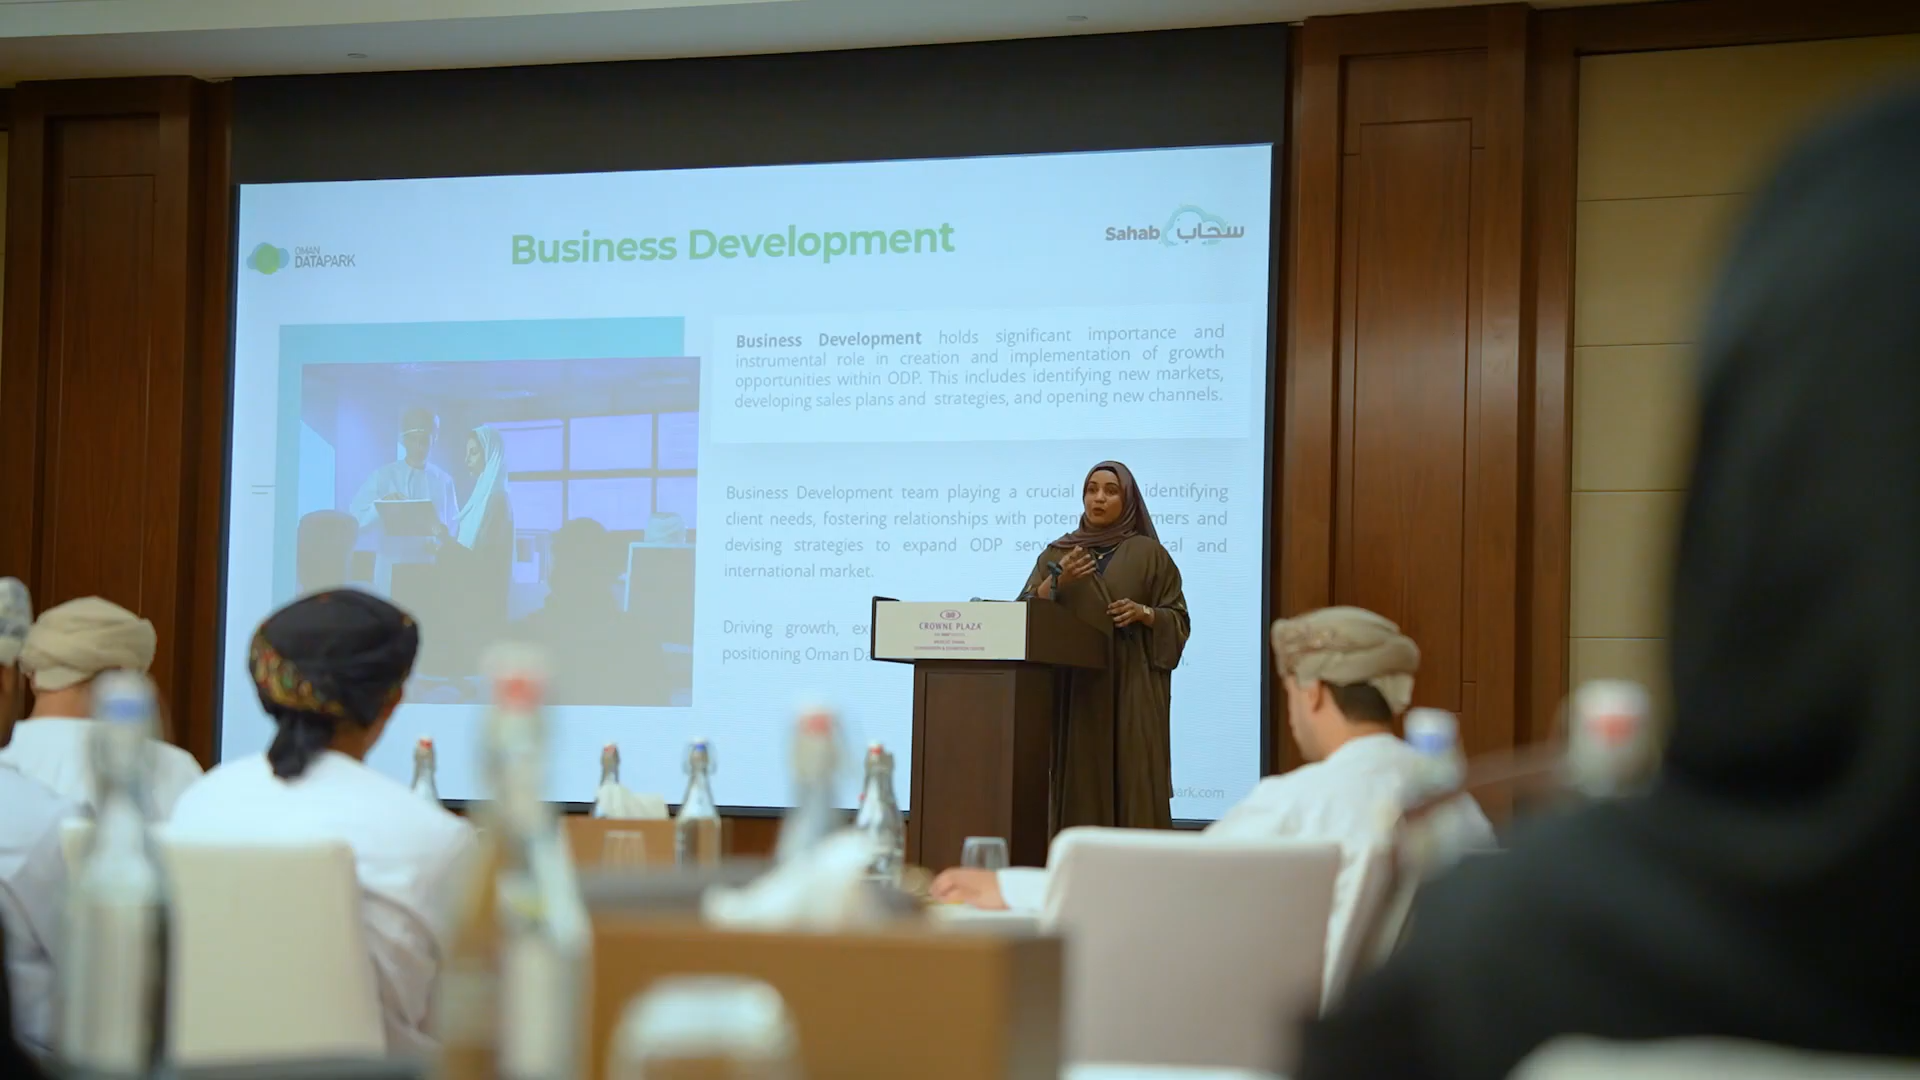 OMAN
DATAPARK
Business Development
Sahab سحاب
Business Development holds significant importance and
instrumental role in creation and implementation of growth
opportunities within ODP. This includes identifying new markets,
developing sales plans and strategies, and opening new channels.
Business Development team playing a crucial identifying
client needs, fostering relationships with and
devising strategies to expand ODP and
international market.
Driving growth,
positioning Oman
CROWNE PLAZA